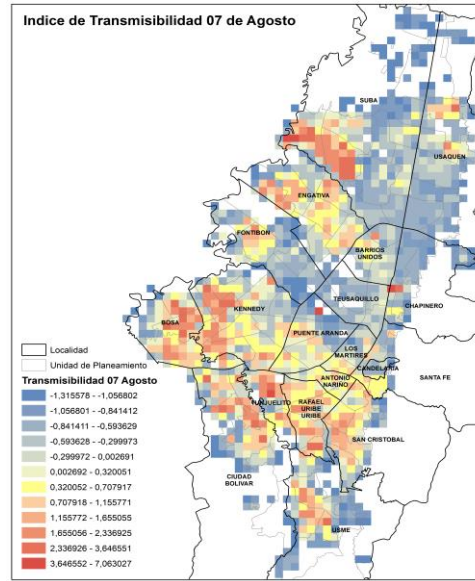 Indice de Transmisibilidad 07 de Agosto
SUBA
USAQUEN
ENGATIVA
FONTIBON
BARRIOS
UNIDOS
TEUSAQUILLO
CHAPINERO
KENNEDY
BOSA
PUENTE ARANDA
LOS
MARTIRES
CANDELARIA
SANTA FE
ANTONIO
NARIÑO
TUNJUELITO
RAFAEL
URIBE
URIBE
SAN CRISTOBAL
CIUDAD
BOLIVAR
USME
Localidad
Unidad de Planeamiento
Transmisibilidad 07 Agosto
-1,315578 - -1,056802
-1,056801 - -0,841412
-0,841411 - -0,593629
-0,593628 - -0,299973
-0,299972 - 0,002691
0,002692 - 0,320051
0,320052 - 0,707917
0,707918 - 1,155771
1,155772 - 1,655055
1,655056 - 2,336925
2,336926 - 3,646551
3,646552 - 7,063027